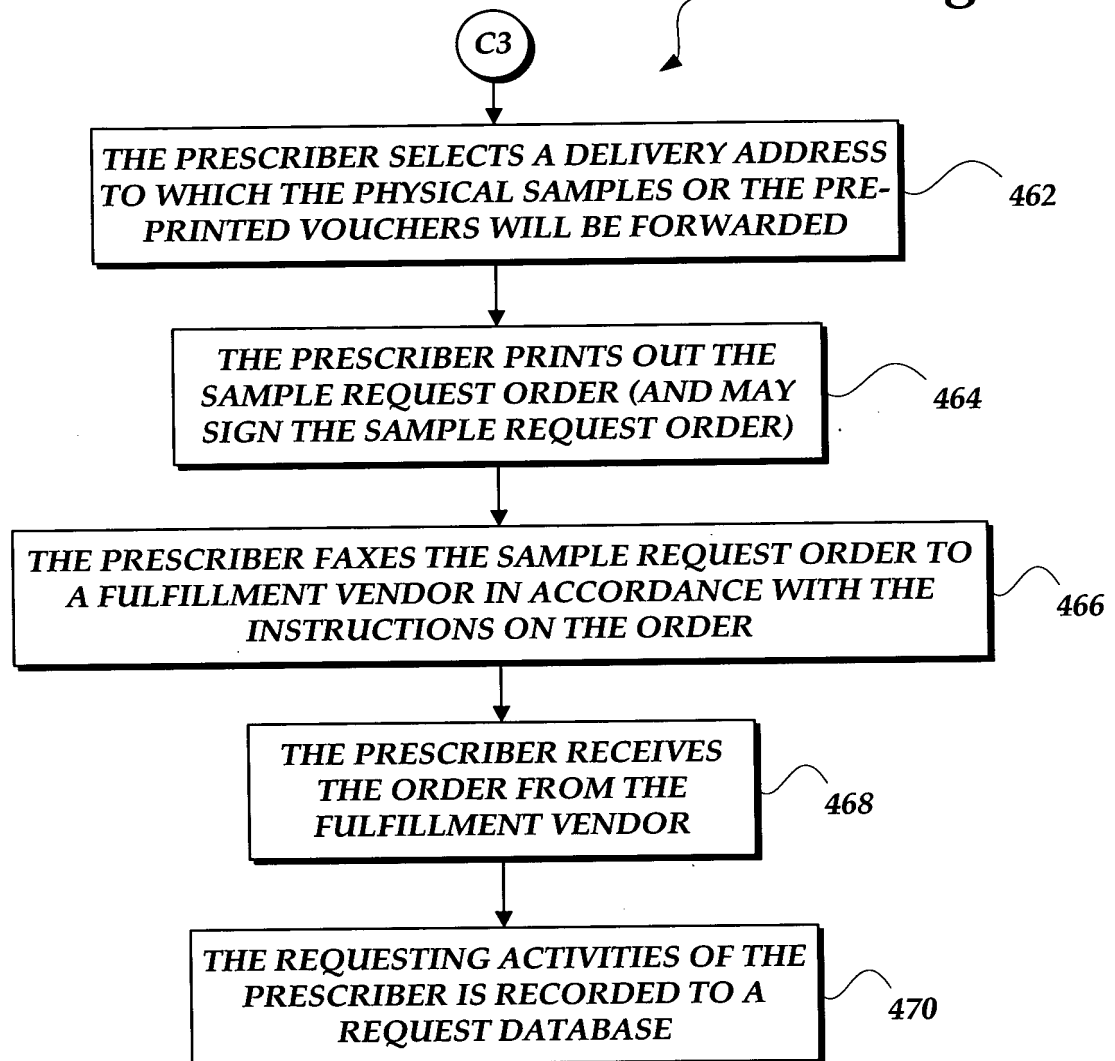 C3
THE PRESCRIBER SELECTS A DELIVERY ADDRESS
TO WHICH THE PHYSICAL SAMPLES OR THE PRE-
PRINTED VOUCHERS WILL BE FORWARDED
462
THE PRESCRIBER PRINTS OUT THE
SAMPLE REQUEST ORDER (AND MAY
SIGN THE SAMPLE REQUEST ORDER)
464
THE PRESCRIBER FAXES THE SAMPLE REQUEST ORDER TO
A FULFILLMENT VENDOR IN ACCORDANCE WITH THE
INSTRUCTIONS ON THE ORDER
466
THE PRESCRIBER RECEIVES
THE ORDER FROM THE
FULFILLMENT VENDOR
468
THE REQUESTING ACTIVITIES OF THE
PRESCRIBER IS RECORDED TO A
REQUEST DATABASE
470